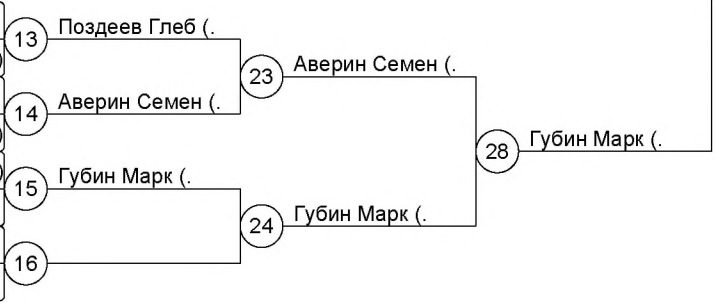 13 Поздеев Глеб (.
23 Аверин Семен (.
14 Аверин Семен (.
28 Губин Марк (.
15 Губин Марк (.
24 Губин Марк (.
16